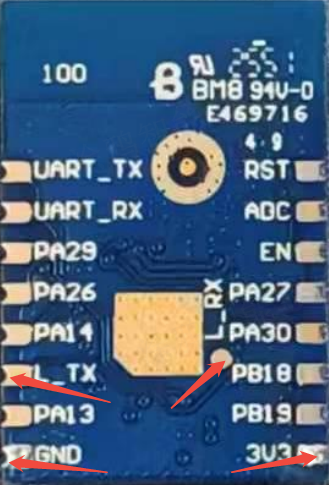 100
BM8 94V-0
E469716
4 9
UART_TX
RST
UART_RX
ADC
PA29
EN
PA26
L_RX
PA27
PA14
PA30
L_TX
PB18
PA13
PB19
GND
3V3